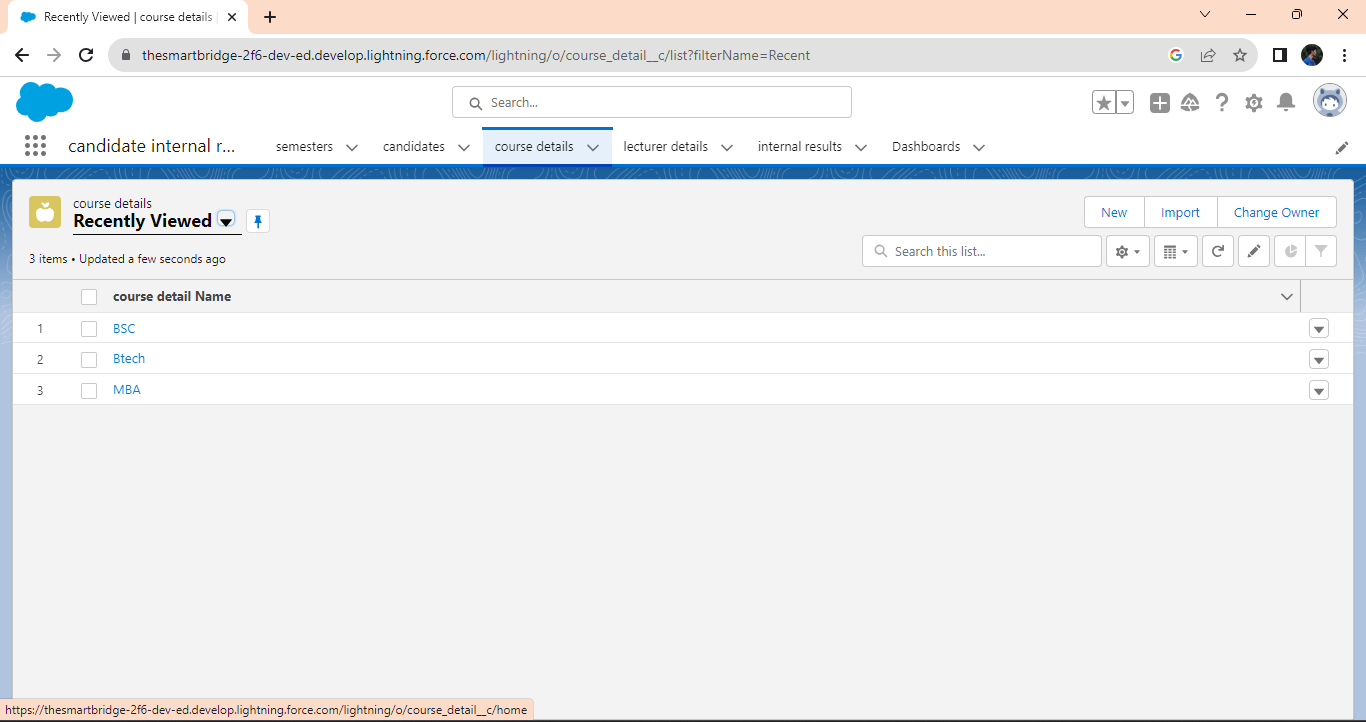 Recently Viewed | course details
thesmartbridge-2f6-dev-ed.develop.lightning.force.com/lightning/o/course_detail__c/list?filterName=Recent
Search...
candidate internal r...
semesters
candidates
course details
lecturer details
internal results
Dashboards
course details
Recently Viewed
New
Import
Change Owner
3 items • Updated a few seconds ago
Search this list...
course detail Name
1 BSC
2 Btech
3 MBA
https://thesmartbridge-2f6-dev-ed.develop.lightning.force.com/lightning/o/course_detail__c/home